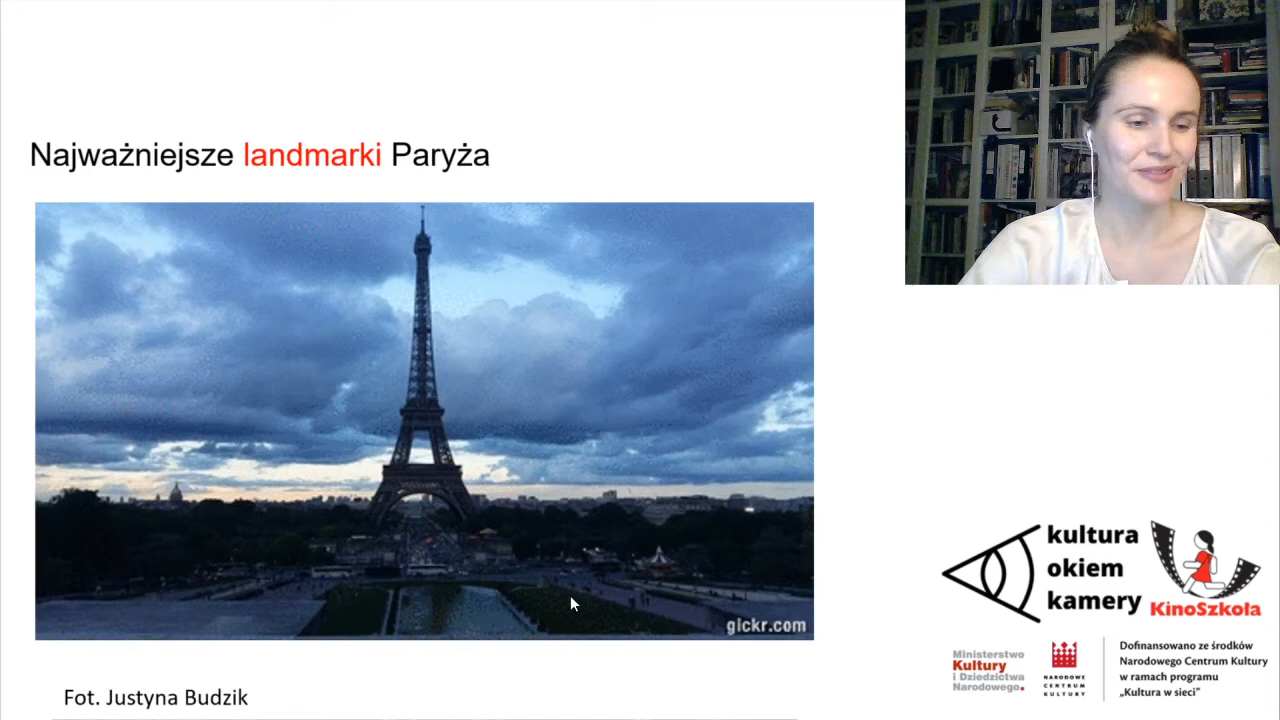 Najważniejsze landmarki Paryża
gickr.com
Fot. Justyna Budzik
kultura
okiem
kamery
KinoSzkoła
Ministerstwo
Kultury
i Dziedzictwa
Narodowego.
NARODOWE
CENTRUM
KULTURY
Dofinansowano ze środków
Narodowego Centrum Kultury
w ramach programu
„Kultura w sieci”